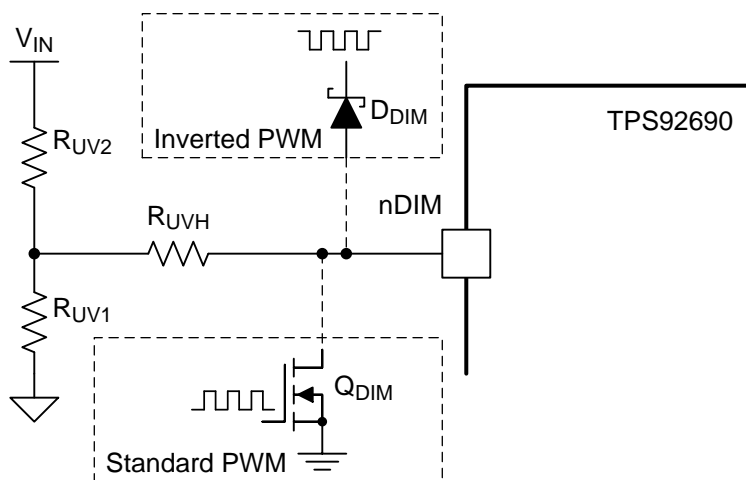 VIN
DDIM
TPS92690
Inverted PWM
RUV2
nDIM
RUVH
RUV1
QDIM
Standard PWM